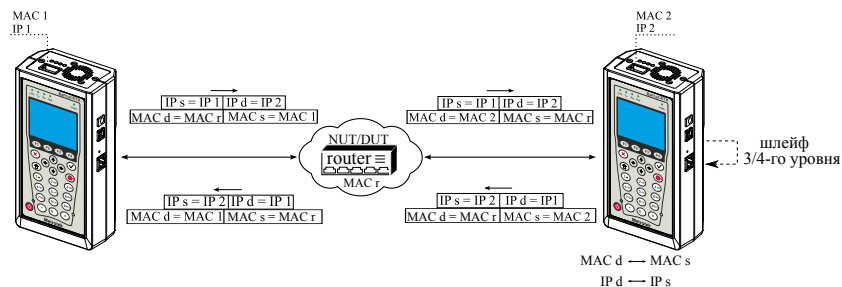 MAC 1
IP 1
MAC 2
IP 2
IP s = IP 1 IP d = IP 2
MAC d = MAC r MAC s = MAC 1
IP s = IP 1 IP d = IP 2
MAC d = MAC 2 MAC s = MAC r
NUT/DUT
router
MAC r
шлейф
3/4-го уровня
IP s = IP 2 IP d = IP 1
MAC d = MAC 1 MAC s = MAC r
IP s = IP 2 IP d = IP1
MAC d = MAC r MAC s = MAC 2
MAC d ↔ MAC s
IP d ↔ IP s